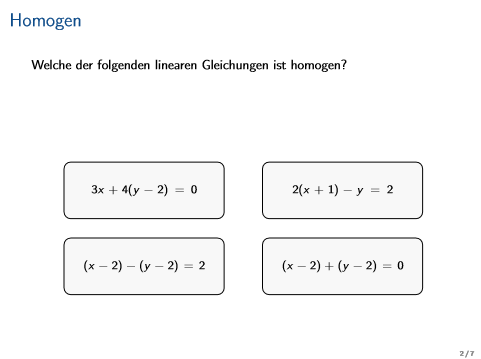 Homogen
Welche der folgenden linearen Gleichungen ist homogen?
3x + 4(y − 2) = 0
2(x + 1) − y = 2
(x − 2) − (y − 2) = 2
(x − 2) + (y − 2) = 0
2 / 7